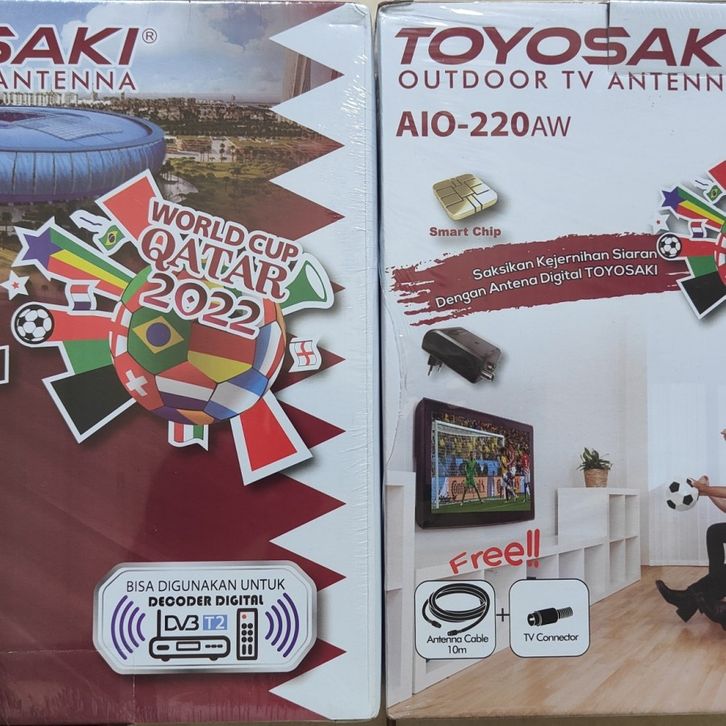 SAKI®
ANTENNA
WORLD CUP
QATAR
2022
BISA DIGUNAKAN UNTUK
DECODER DIGITAL
DVB T2
TOYOSAKI
OUTDOOR TV ANTENN
AIO-220AW
Smart Chip
Saksikan Kejernihan Siaran
Dengan Antena Digital TOYOSAKI
Free!!
Antenna Cable
10m
+
TV Connector